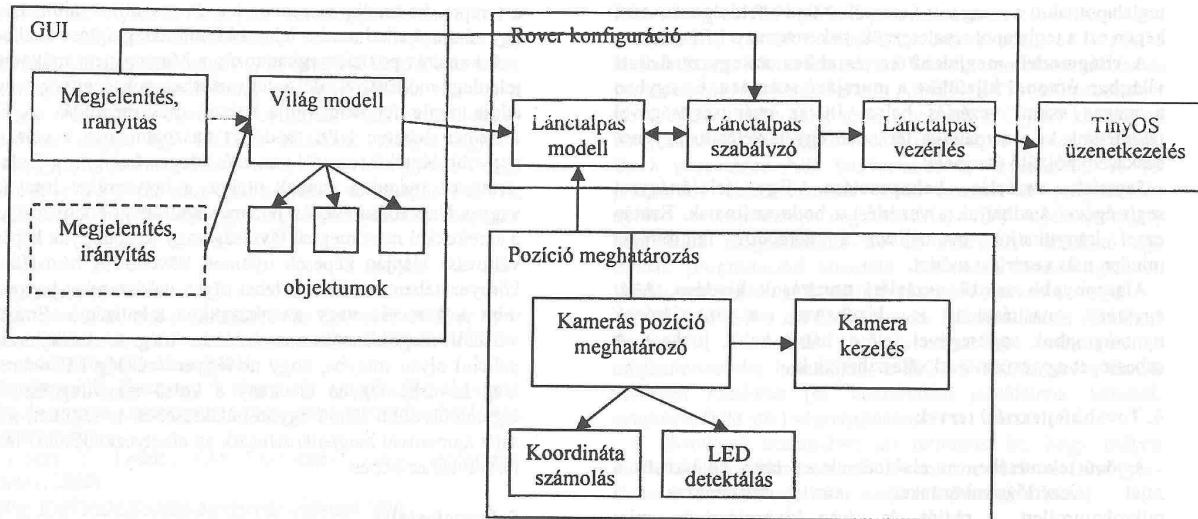 GUI
Rover konfiguráció
Megjelenítés,
irányítás
Világ modell
Lánctalpas
modell
Lánctalpas
szabályzó
Lánctalpas
vezérlés
TinyOS
üzenetkezelés
Megjelenítés,
irányítás
objektumok
Pozíció meghatározás
Kamerás pozíció
meghatározó
Kamera
kezelés
Koordináta
számolás
LED
detektálás